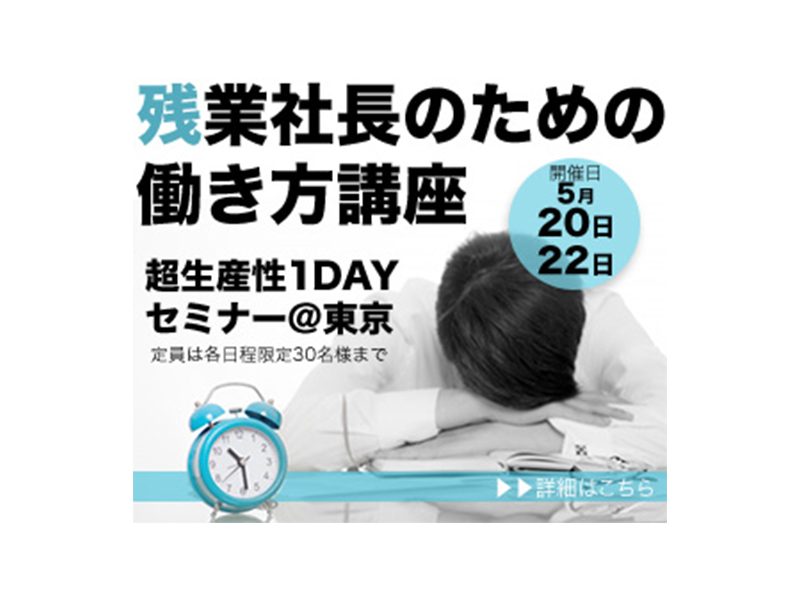 残業社長のための
働き方講座
開催日
5月
20日
22日
超生産性1DAY
セミナー@東京
定員は各日程限定30名様まで
▶▶詳細はこちら